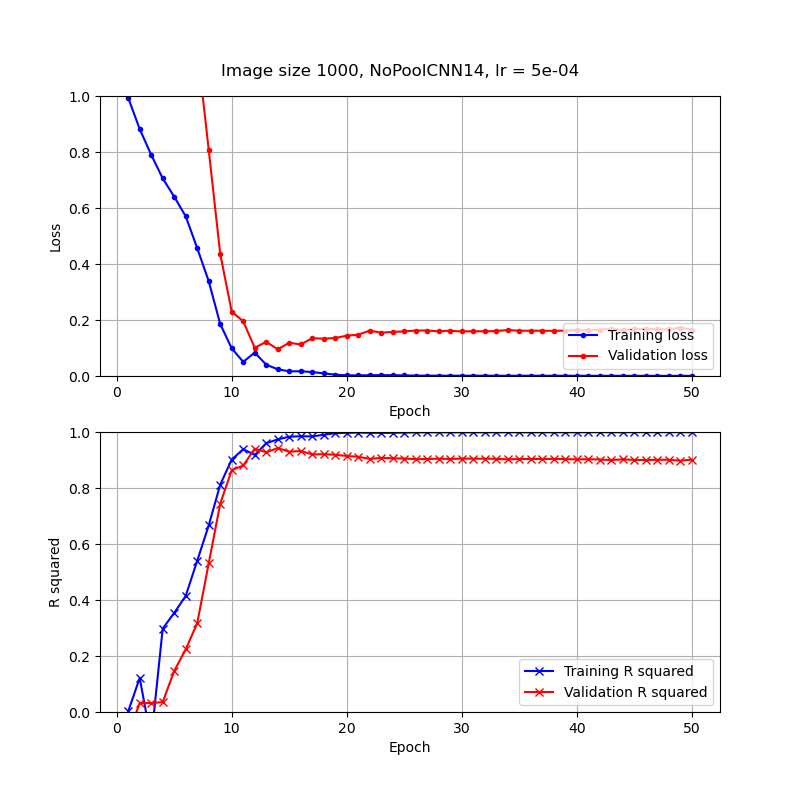 Image size 1000, NoPoolCNN14, lr = 5e-04
1.0
0.8
0.6
0.4
0.2
0.0
Loss
0 10 20 30 40 50
Epoch
Training loss
Validation loss
1.0
0.8
0.6
0.4
0.2
0.0
R squared
0 10 20 30 40 50
Epoch
Training R squared
Validation R squared